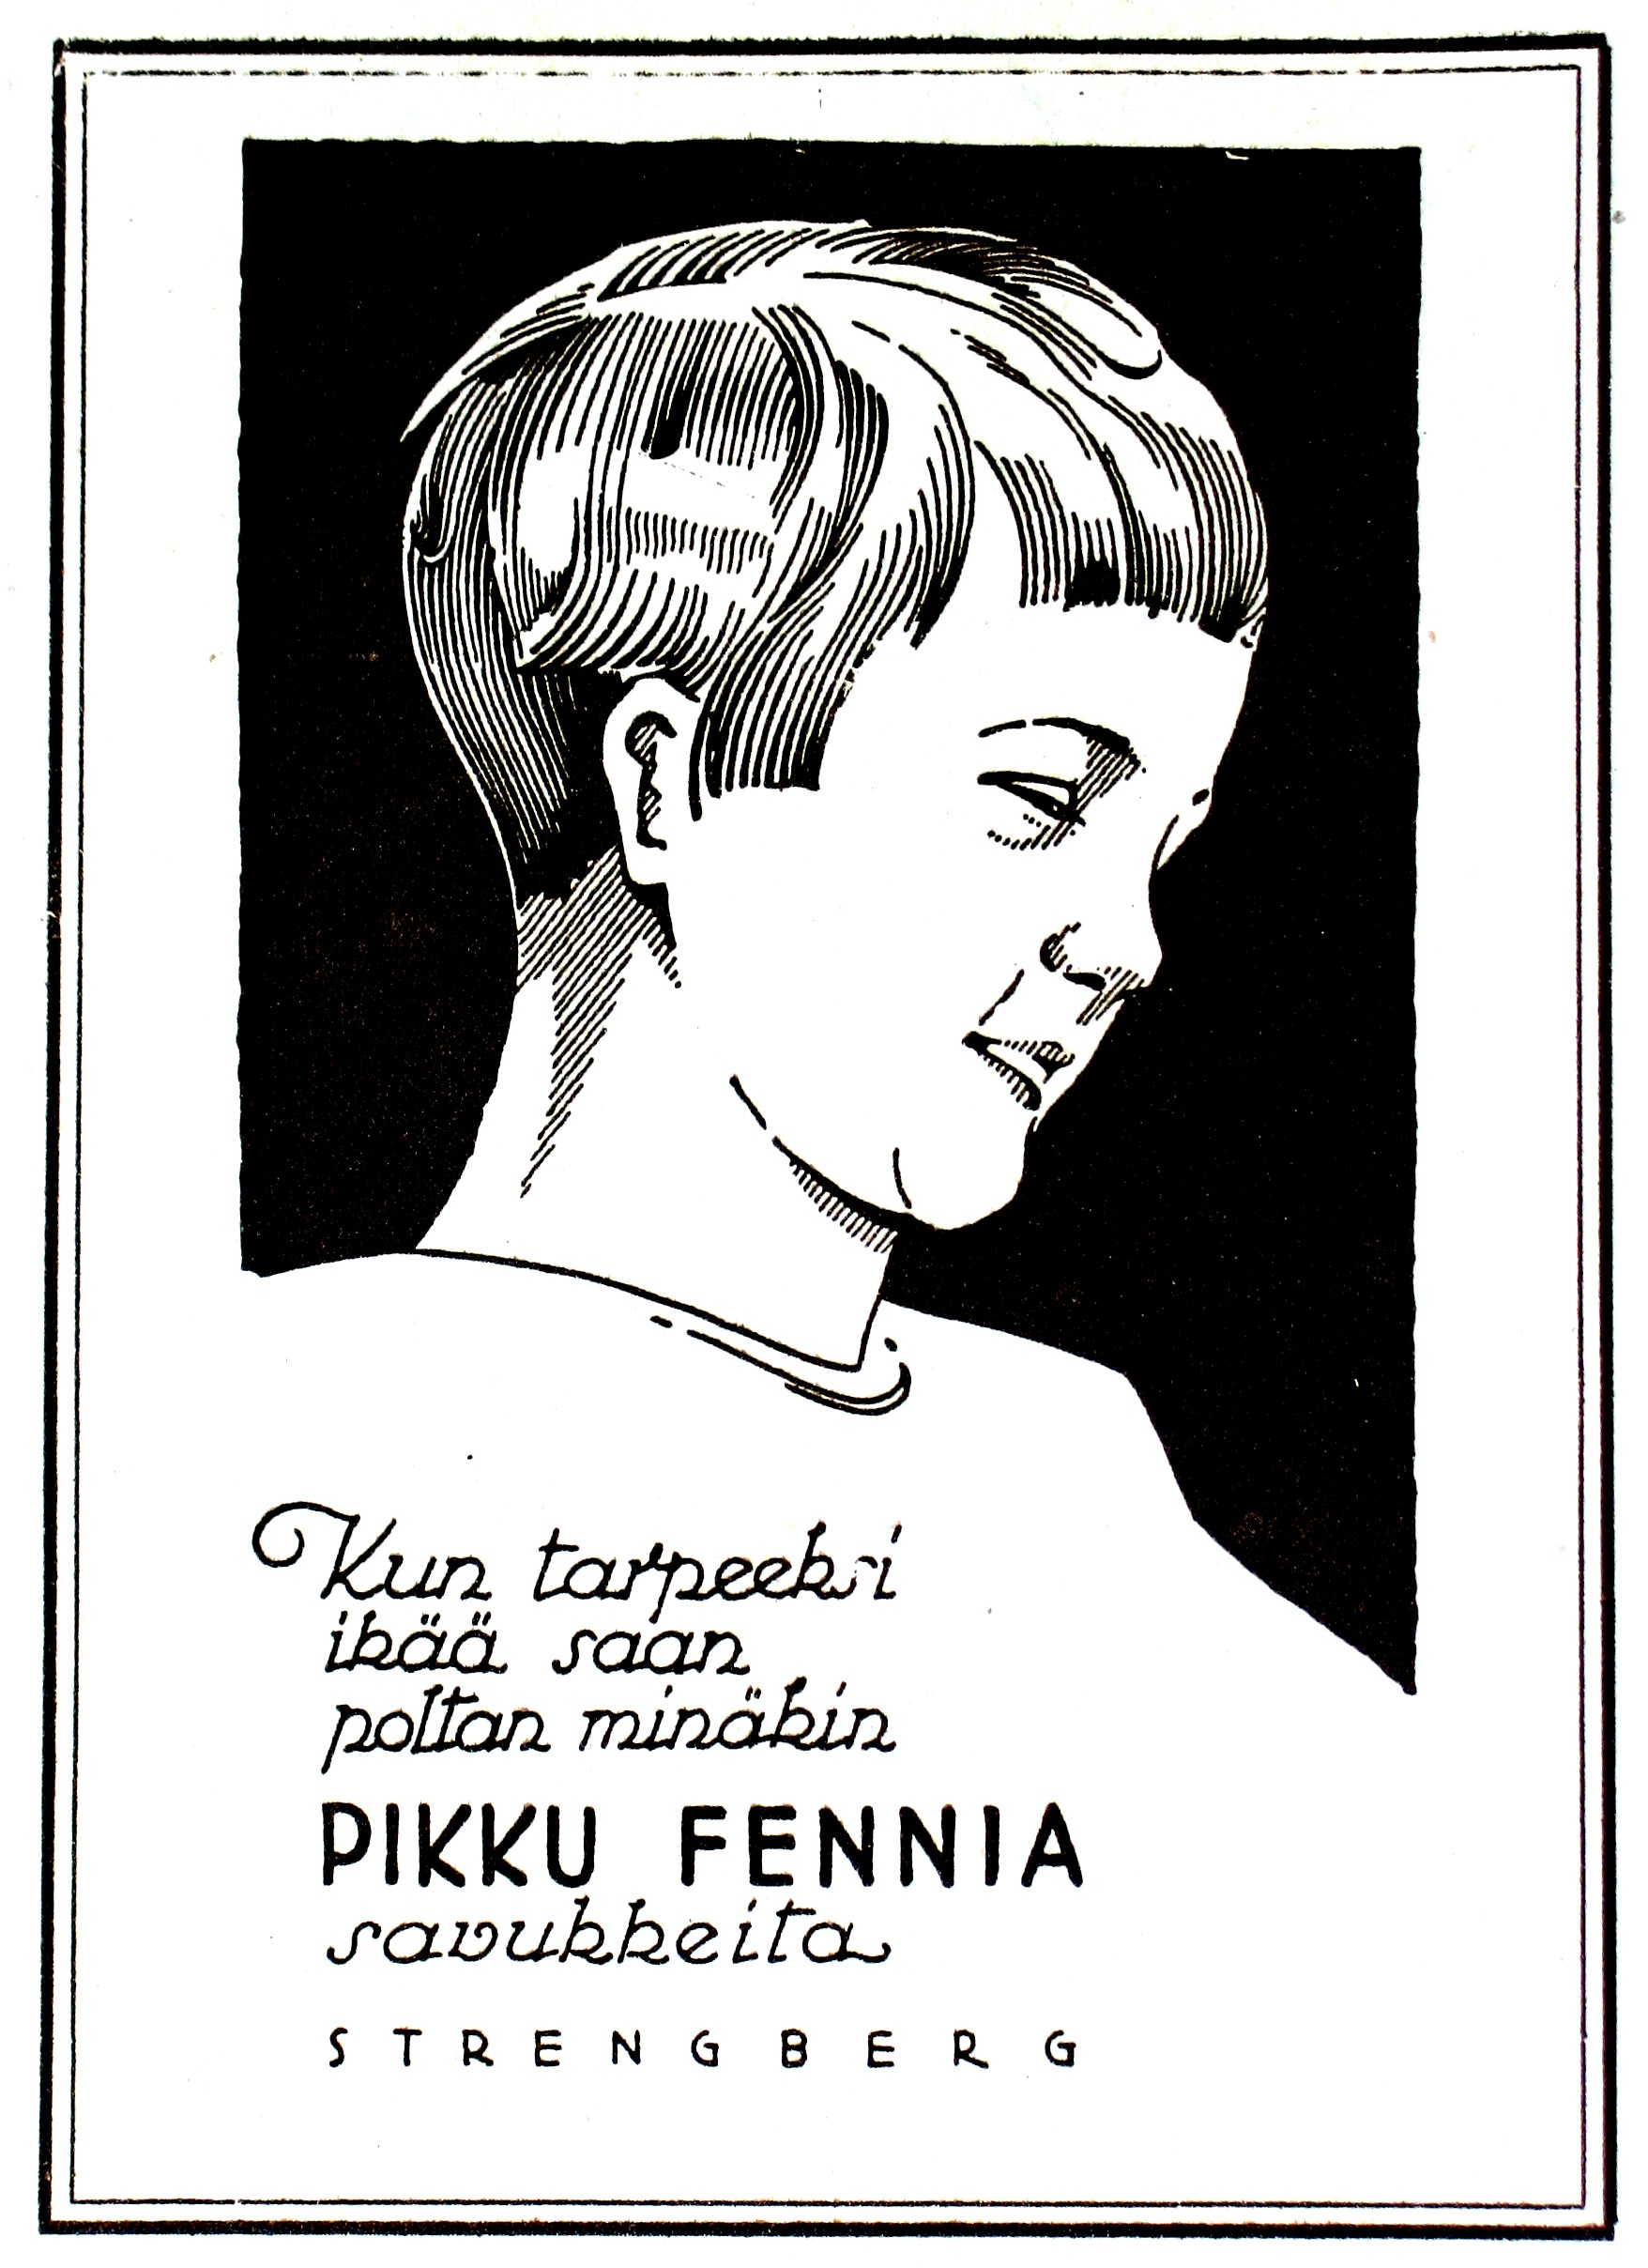 Kun tarpeeksi
ikää saan
poltan minäkin
PIKKU FENNIA
savukkeita
STRENGBERG